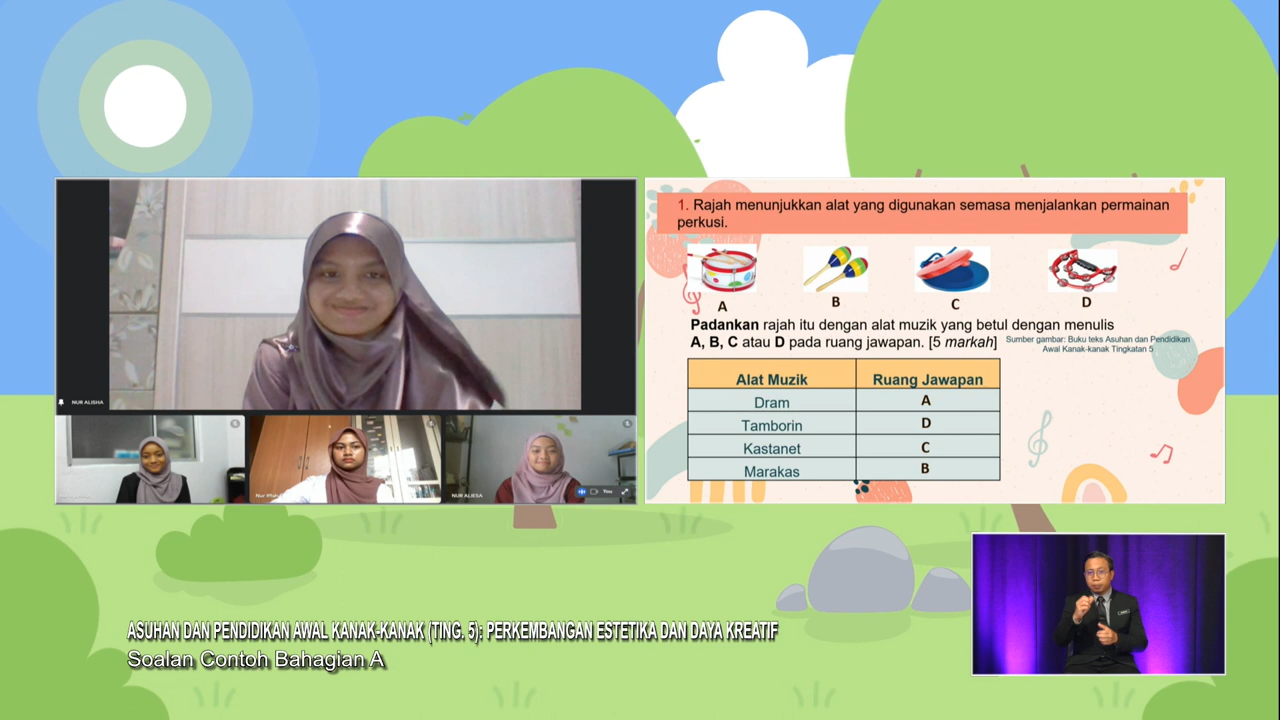 1. Rajah menunjukkan alat yang digunakan semasa menjalankan permainan
perkusi.
A
B
C
D
Padankan rajah itu dengan alat muzik yang betul dengan menulis
A, B, C atau D pada ruang jawapan. [5 markah]
Sumber gambar: Buku teks Asuhan dan Pendidikan
Awal Kanak-kanak Tingkatan 5
Alat Muzik Ruang Jawapan
Dram A
Tamborin D
Kastanet C
Marakas B
NUR ALISHA
NUR ALIESA
You
ASUHAN DAN PENDIDIKAN AWAL KANAK-KANAK (TING. 5): PERKEMBANGAN ESTETIKA DAN DAYA KREATIF
Soalan Contoh Bahagian A